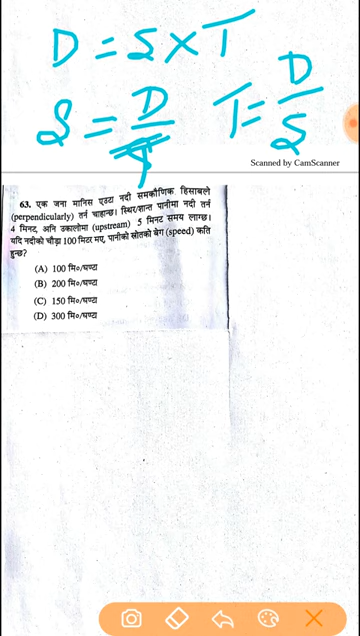 D = S × T
S = D/T T = D/S
Scanned by CamScanner
63. एक जना मानिस एउटा नदी समकौणिक हिसाबले
(perpendicularly) तर्न चाहान्छ। स्थिर/शान्त पानीमा नदी तर्न
4 मिनट, अनि उकालोमा (upstream) 5 मिनट समय लाग्छ।
यदि नदीको चौड़ा 100 मिटर भए, पानीको स्रोतको बेग (speed) कति
हुन्छ?
(A) 100 मि०/घण्टा
(B) 200 मि०/घण्टा
(C) 150 मि०/घण्टा
(D) 300 मि०/घण्टा